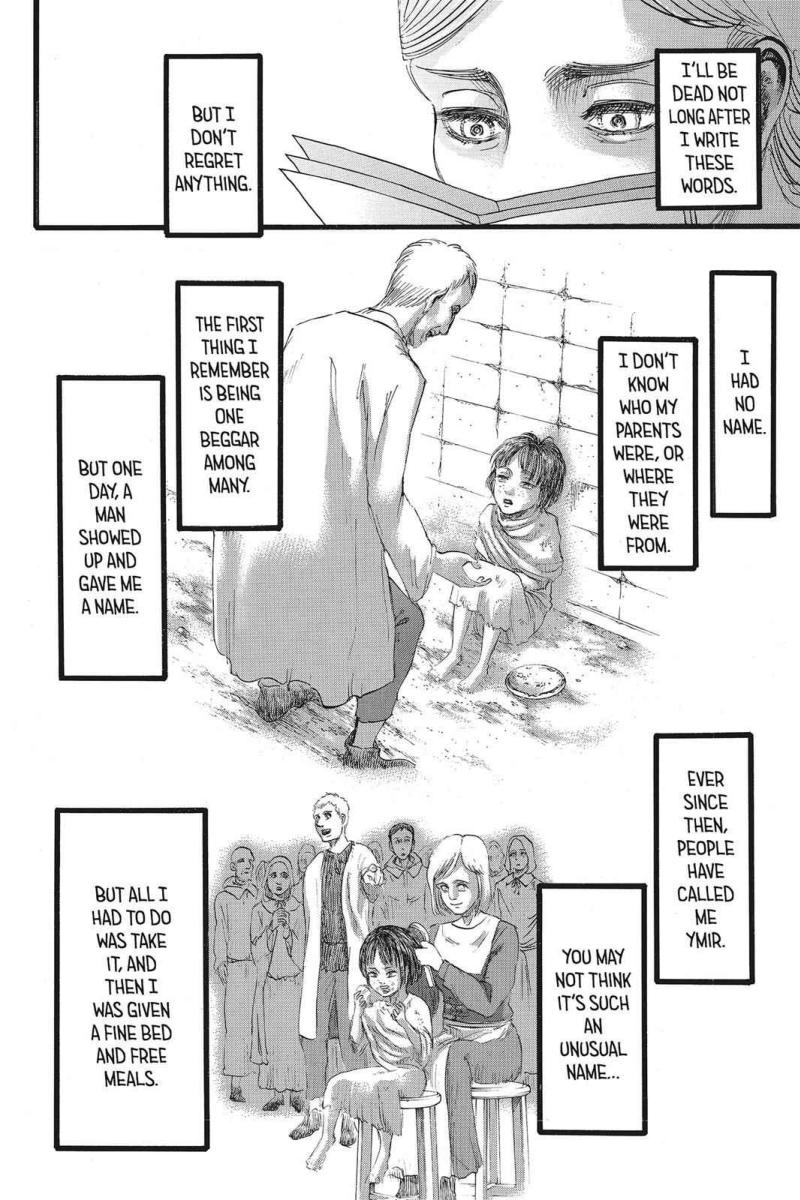 I'LL BE
DEAD NOT
LONG AFTER
I WRITE
THESE
WORDS.
BUT I
DON'T
REGRET
ANYTHING.
I
HAD
NO
NAME.
I DON'T
KNOW
WHO MY
PARENTS
WERE, OR
WHERE
THEY
WERE
FROM.
THE FIRST
THING I
REMEMBER
IS BEING
ONE
BEGGAR
AMONG
MANY.
BUT ONE
DAY, A
MAN
SHOWED
UP AND
GAVE ME
A NAME.
EVER
SINCE
THEN,
PEOPLE
HAVE
CALLED
ME
YMIR.
YOU MAY
NOT THINK
IT'S SUCH
AN
UNUSUAL
NAME...
BUT ALL I
HAD TO DO
WAS TAKE
IT, AND
THEN I
WAS GIVEN
A FINE BED
AND FREE
MEALS.